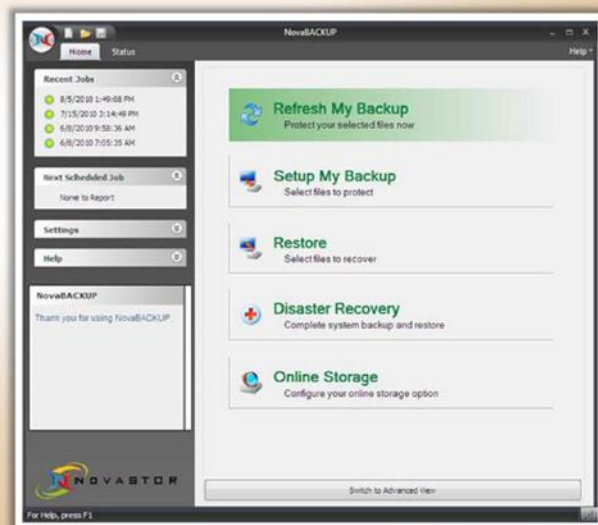 NovaBACKUP
Home Status
Help
Recent Jobs
8/5/2010 1:49:08 PM
7/15/2010 3:14:49 PM
6/8/2010 9:58:36 AM
6/8/2010 7:05:35 AM
Next Scheduled Job
None to Report
Settings
Help
NovaBACKUP
Thank you for using NovaBACKUP.
NOVASTOR
For Help, press F1
Refresh My Backup
Protect your selected files now
Setup My Backup
Select files to protect
Restore
Select files to recover
Disaster Recovery
Complete system backup and restore
Online Storage
Configure your online storage option
Switch to Advanced View